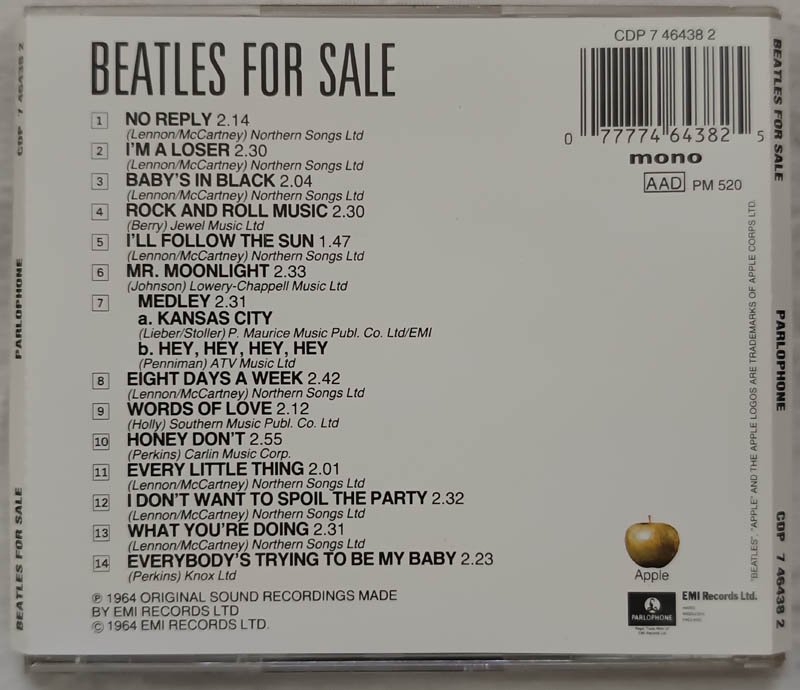 CDP 7 46438 2
BEATLES FOR SALE
0 77774 64382 5
mono
AAD PM 520
1 NO REPLY 2.14
(Lennon/McCartney) Northern Songs Ltd
2 I'M A LOSER 2.30
(Lennon/McCartney) Northern Songs Ltd
3 BABY'S IN BLACK 2.04
(Lennon/McCartney) Northern Songs Ltd
4 ROCK AND ROLL MUSIC 2.30
(Berry) Jewel Music Ltd
5 I'LL FOLLOW THE SUN 1.47
(Lennon/McCartney) Northern Songs Ltd
6 MR. MOONLIGHT 2.33
(Johnson) Lowery-Chappell Music Ltd
7 MEDLEY 2.31
a. KANSAS CITY
(Lieber/Stoller) P. Maurice Music Publ. Co. Ltd/EMI
b. HEY, HEY, HEY, HEY
(Penniman) ATV Music Ltd
8 EIGHT DAYS A WEEK 2.42
(Lennon/McCartney) Northern Songs Ltd
9 WORDS OF LOVE 2.12
(Holly) Southern Music Publ. Co. Ltd
10 HONEY DON'T 2.55
(Perkins) Carlin Music Corp.
11 EVERY LITTLE THING 2.01
(Lennon/McCartney) Northern Songs Ltd
12 I DON'T WANT TO SPOIL THE PARTY 2.32
(Lennon/McCartney) Northern Songs Ltd
13 WHAT YOU'RE DOING 2.31
(Lennon/McCartney) Northern Songs Ltd
14 EVERYBODY'S TRYING TO BE MY BABY 2.23
(Perkins) Knox Ltd
℗ 1964 ORIGINAL SOUND RECORDINGS MADE
BY EMI RECORDS LTD
© 1964 EMI RECORDS LTD.
Apple
PARLOPHONE
EMI Records Ltd.
"BEATLES", "APPLE" AND THE APPLE LOGOS ARE TRADEMARKS OF APPLE CORPS LTD.
BEATLES FOR SALE PARLOPHONE CDP 7 46438 2
BEATLES FOR SALE PARLOPHONE CDP 7 46438 2